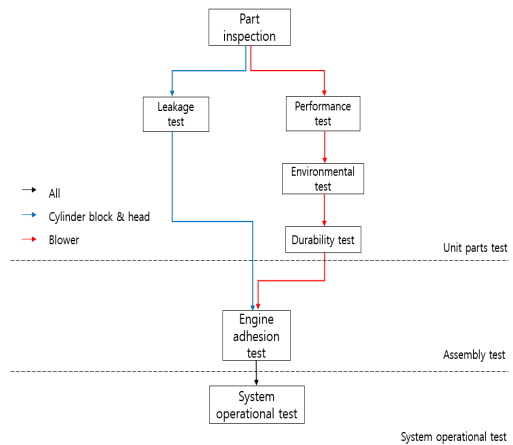 Part
inspection
Leakage
test
Performance
test
Environmental
test
All
Cylinder block & head
Blower
Durability test
Unit parts test
Engine
adhesion
test
Assembly test
System
operational test
System operational test